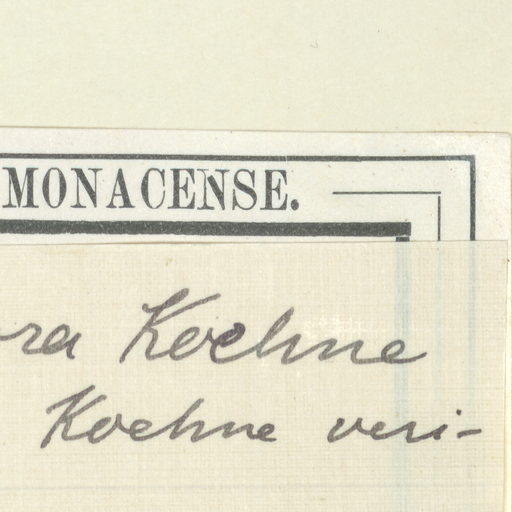 MONACENSE.
ra Koehne
Koehne veri-